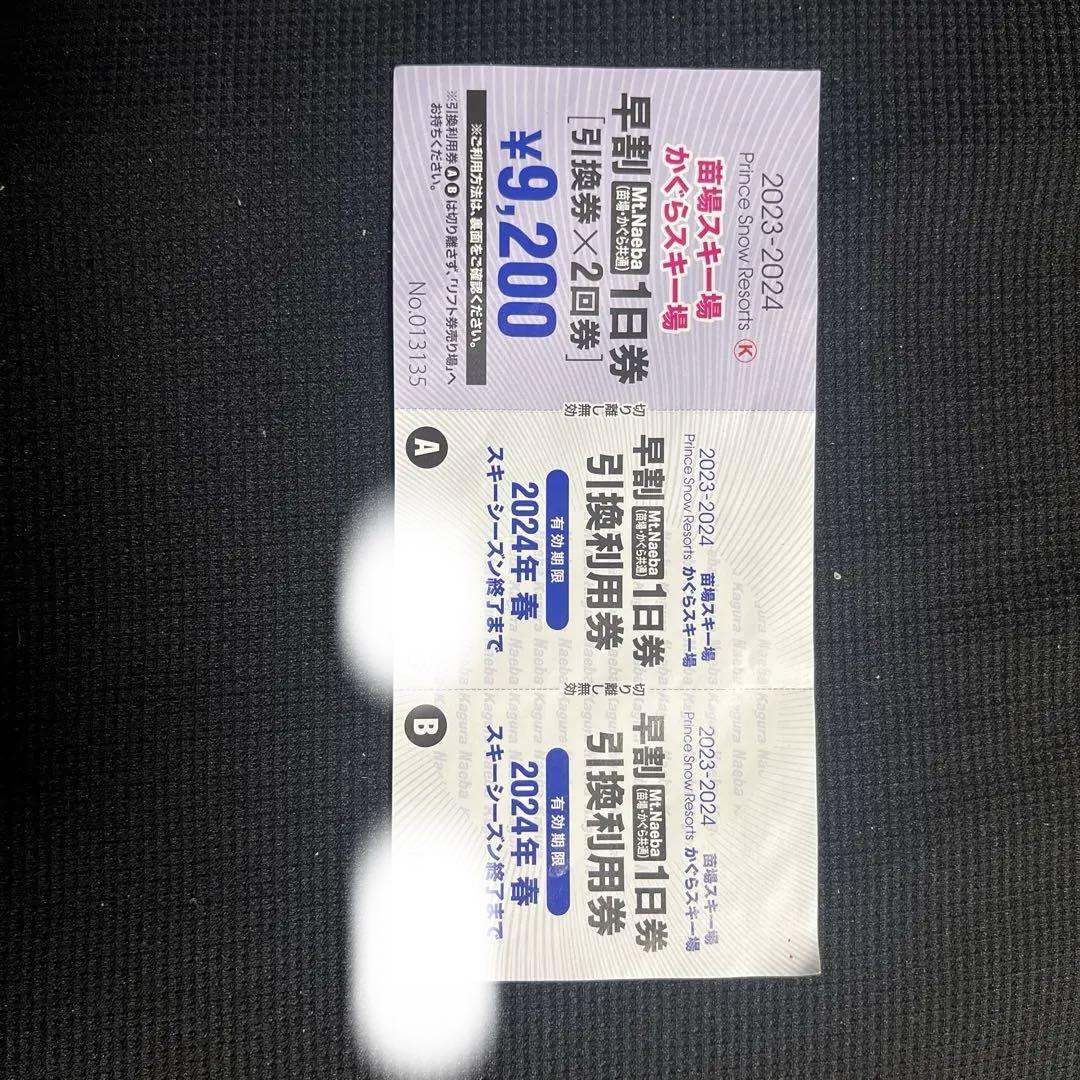 2023-2024
Prince Snow Resorts Ⓚ
苗場スキー場
かぐらスキー場
早割 Mt.Naeba (苗場・かぐら共通) 1日券
[引換券×2回券]
¥9,200
※ご利用方法は、裏面をご確認ください。
※引換利用券ⒶⒷは切り離さず、「リフト券売り場」へ
お持ちください。
No.013135
切り離し無効
2023-2024 苗場スキー場
Prince Snow Resorts かぐらスキー場
早割 Mt.Naeba (苗場・かぐら共通) 1日券
引換利用券
有効期限
2024年 春
スキーシーズン終了まで
A
切り離し無効
2023-2024 苗場スキー場
Prince Snow Resorts かぐらスキー場
早割 Mt.Naeba (苗場・かぐら共通) 1日券
引換利用券
有効期限
2024年 春
スキーシーズン終了まで
B